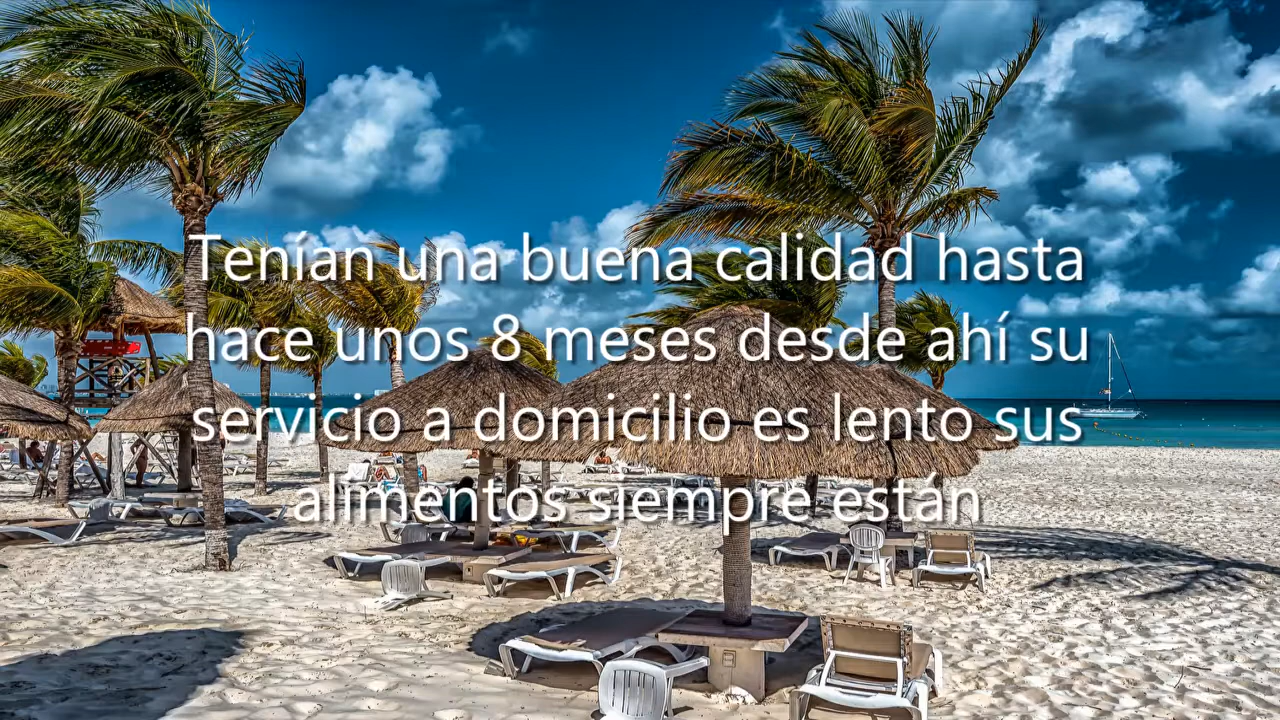 Tenían una buena calidad hasta
hace unos 8 meses desde ahí su
servicio a domicilio es lento sus
alimentos siempre están